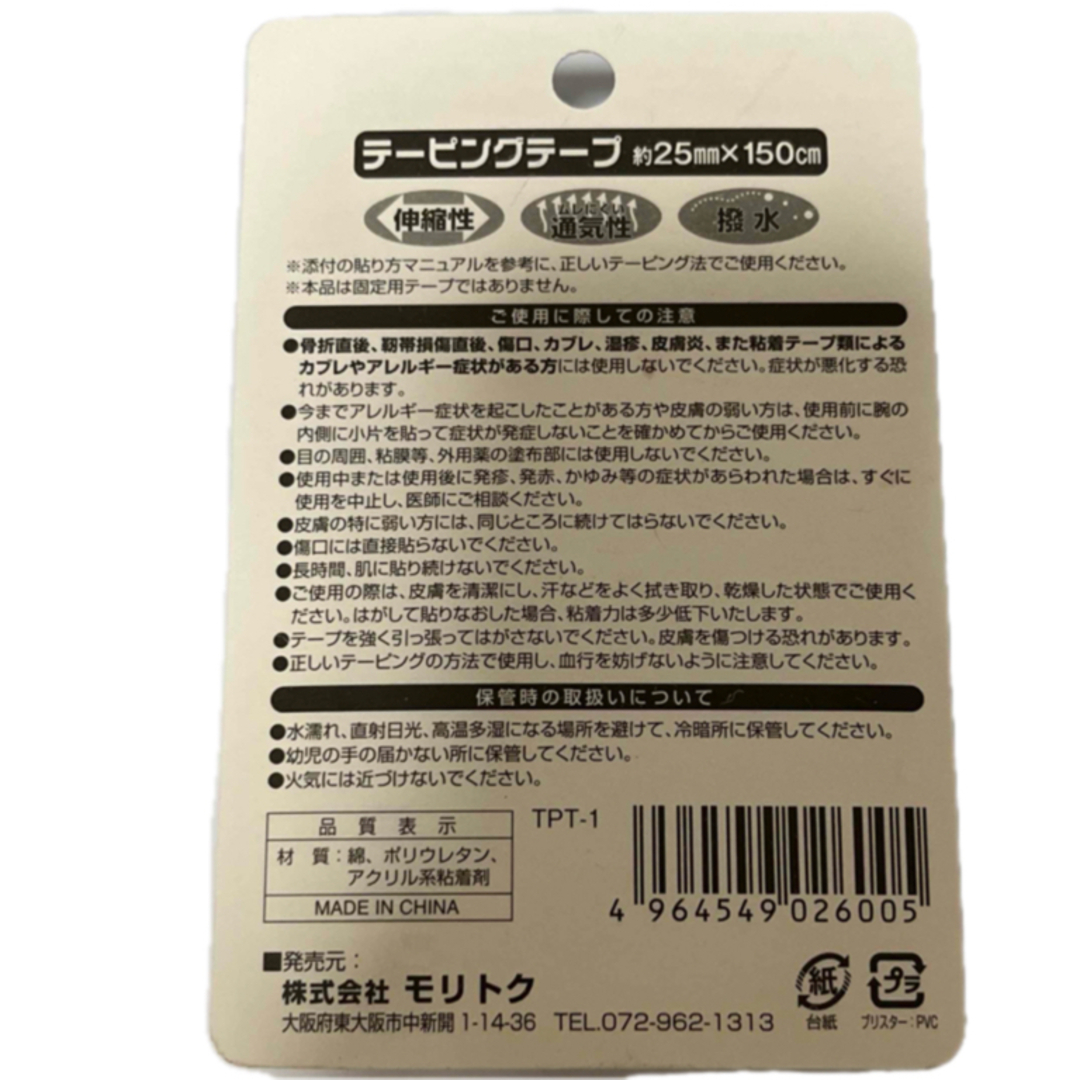 テーピングテープ 約25mm×150cm
伸縮性 ムレにくい 通気性 撥水
※添付の貼り方マニュアルを参考に、正しいテーピング法でご使用ください。
※本品は固定用テープではありません。
ご使用に際しての注意
●骨折直後、靭帯損傷直後、傷口、カブレ、湿疹、皮膚炎、また粘着テープ類による
カブレやアレルギー症状がある方には使用しないでください。症状が悪化する恐
れがあります。
●今までアレルギー症状を起こしたことがある方や皮膚の弱い方は、使用前に腕の
内側に小片を貼って症状が発症しないことを確かめてからご使用ください。
●目の周囲、粘膜等、外用薬の塗布部には使用しないでください。
●使用中または使用後に発疹、発赤、かゆみ等の症状があらわれた場合は、すぐに
使用を中止し、医師にご相談ください。
●皮膚の特に弱い方には、同じところに続けてはらないでください。
●傷口には直接貼らないでください。
●長時間、肌に貼り続けないでください。
●ご使用の際は、皮膚を清潔にし、汗などをよく拭き取り、乾燥した状態でご使用く
ださい。はがして貼りなおした場合、粘着力は多少低下いたします。
●テープを強く引っ張ってはがさないでください。皮膚を傷つける恐れがあります。
●正しいテーピングの方法で使用し、血行を妨げないように注意してください。
保管時の取扱いについて
●水濡れ、直射日光、高温多湿になる場所を避けて、冷暗所に保管してください。
●幼児の手の届かない所に保管してください。
●火気には近づけないでください。
品質表示
材 質：綿、ポリウレタン、
アクリル系粘着剤
MADE IN CHINA
TPT-1
4 964549 026005
■発売元：
株式会社 モリトク
大阪府東大阪市中新開1-14-36 TEL.072-962-1313
紙 プラ
台紙 ブリスター：PVC